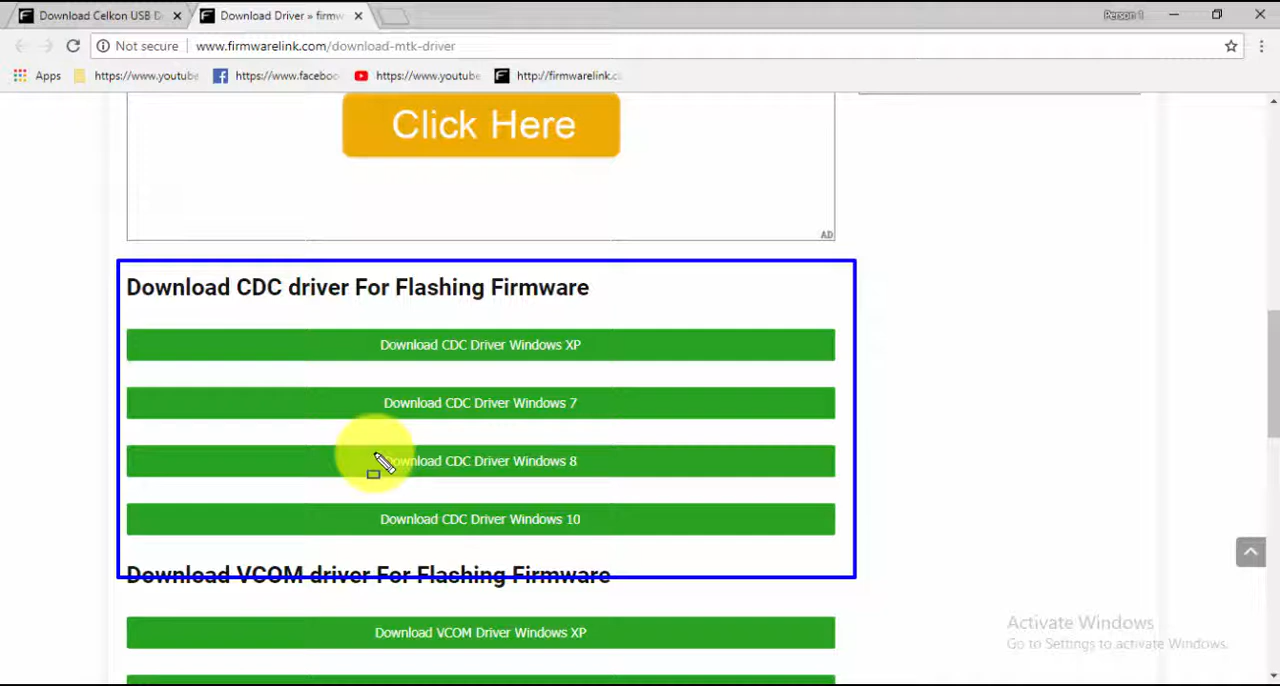 Download Celkon USB D
Download Driver » firmw
Person 1
Not secure
www.firmwarelink.com/download-mtk-driver
Apps
https://www.youtube
https://www.faceboo
https://www.youtube
http://firmwarelink.c
Click Here
AD
Download CDC driver For Flashing Firmware
Download CDC Driver Windows XP
Download CDC Driver Windows 7
Download CDC Driver Windows 8
Download CDC Driver Windows 10
Download VCOM driver For Flashing Firmware
Download VCOM Driver Windows XP
Activate Windows
Go to Settings to activate Windows.